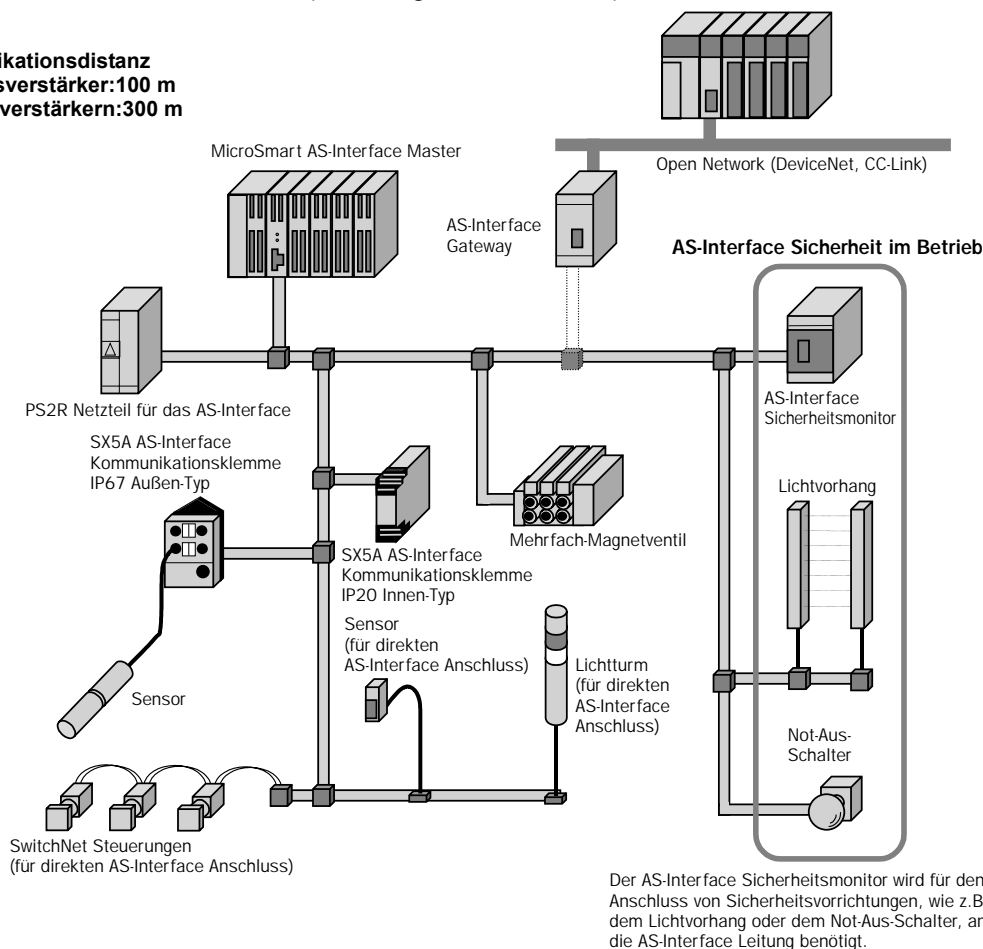 ikationsdistanz
sverstärker:100 m
verstärkern:300 m
MicroSmart AS-Interface Master
Open Network (DeviceNet, CC-Link)
AS-Interface
Gateway
AS-Interface Sicherheit im Betrieb
PS2R Netzteil für das AS-Interface
AS-Interface
Sicherheitsmonitor
SX5A AS-Interface
Kommunikationsklemme
IP67 Außen-Typ
Lichtvorhang
Mehrfach-Magnetventil
SX5A AS-Interface
Kommunikationsklemme
IP20 Innen-Typ
Sensor
(für direkten
AS-Interface Anschluss)
Lichtturm
(für direkten
AS-Interface
Anschluss)
Sensor
Not-Aus-
Schalter
SwitchNet Steuerungen
(für direkten AS-Interface Anschluss)
Der AS-Interface Sicherheitsmonitor wird für den
Anschluss von Sicherheitsvorrichtungen, wie z.B
dem Lichtvorhang oder dem Not-Aus-Schalter, an
die AS-Interface Leitung benötigt.